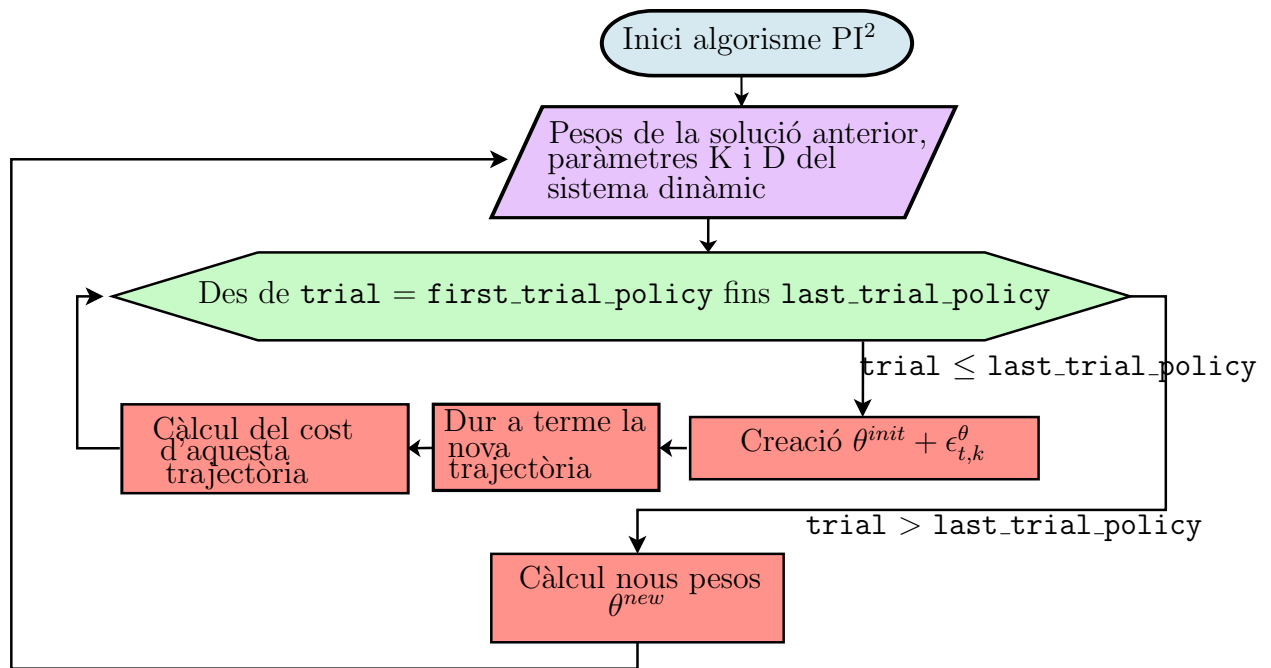 Inici algorisme PI²
Pesos de la solució anterior,
paràmetres K i D del
sistema dinàmic
Des de trial = first_trial_policy fins last_trial_policy
trial ≤ last_trial_policy
Càlcul del cost
d'aquesta
trajectòria
Dur a terme la
nova
trajectòria
Creació θ^{init} + ϵ^θ_{t,k}
trial > last_trial_policy
Càlcul nous pesos
θ^{new}